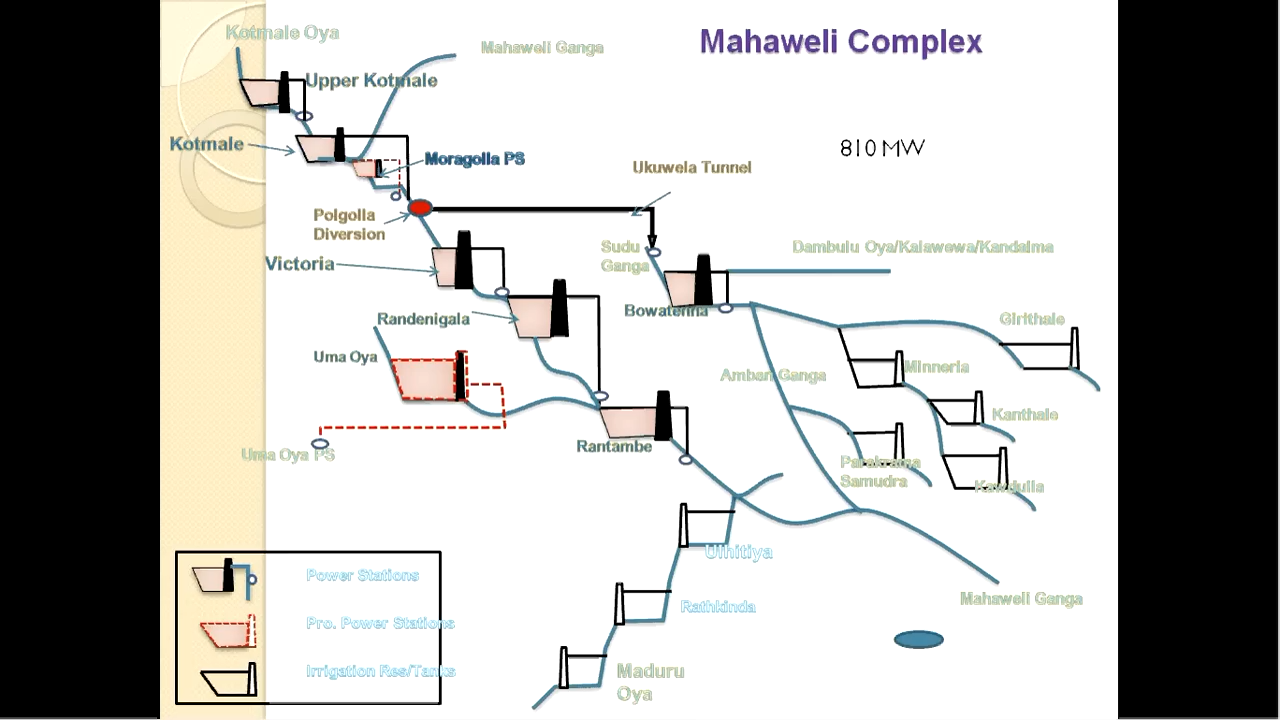 Kotmale Oya
Mahaweli Complex
Mahaweli Ganga
Upper Kotmale
Kotmale
810 MW
Moragolla PS
Ukuwela Tunnel
Polgolla
Diversion
Sudu
Ganga
Dambulu Oya/Kalawewa/Kandalma
Victoria
Bowatenna
Randenigala
Girithale
Uma Oya
Minneria
Amban Ganga
Kanthale
Rantambe
Uma Oya PS
Parakrama
Samudra
Kawdulla
Ulhitiya
Power Stations
Mahaweli Ganga
Rathkinda
Pro. Power Stations
Irrigation Res/Tanks
Maduru
Oya